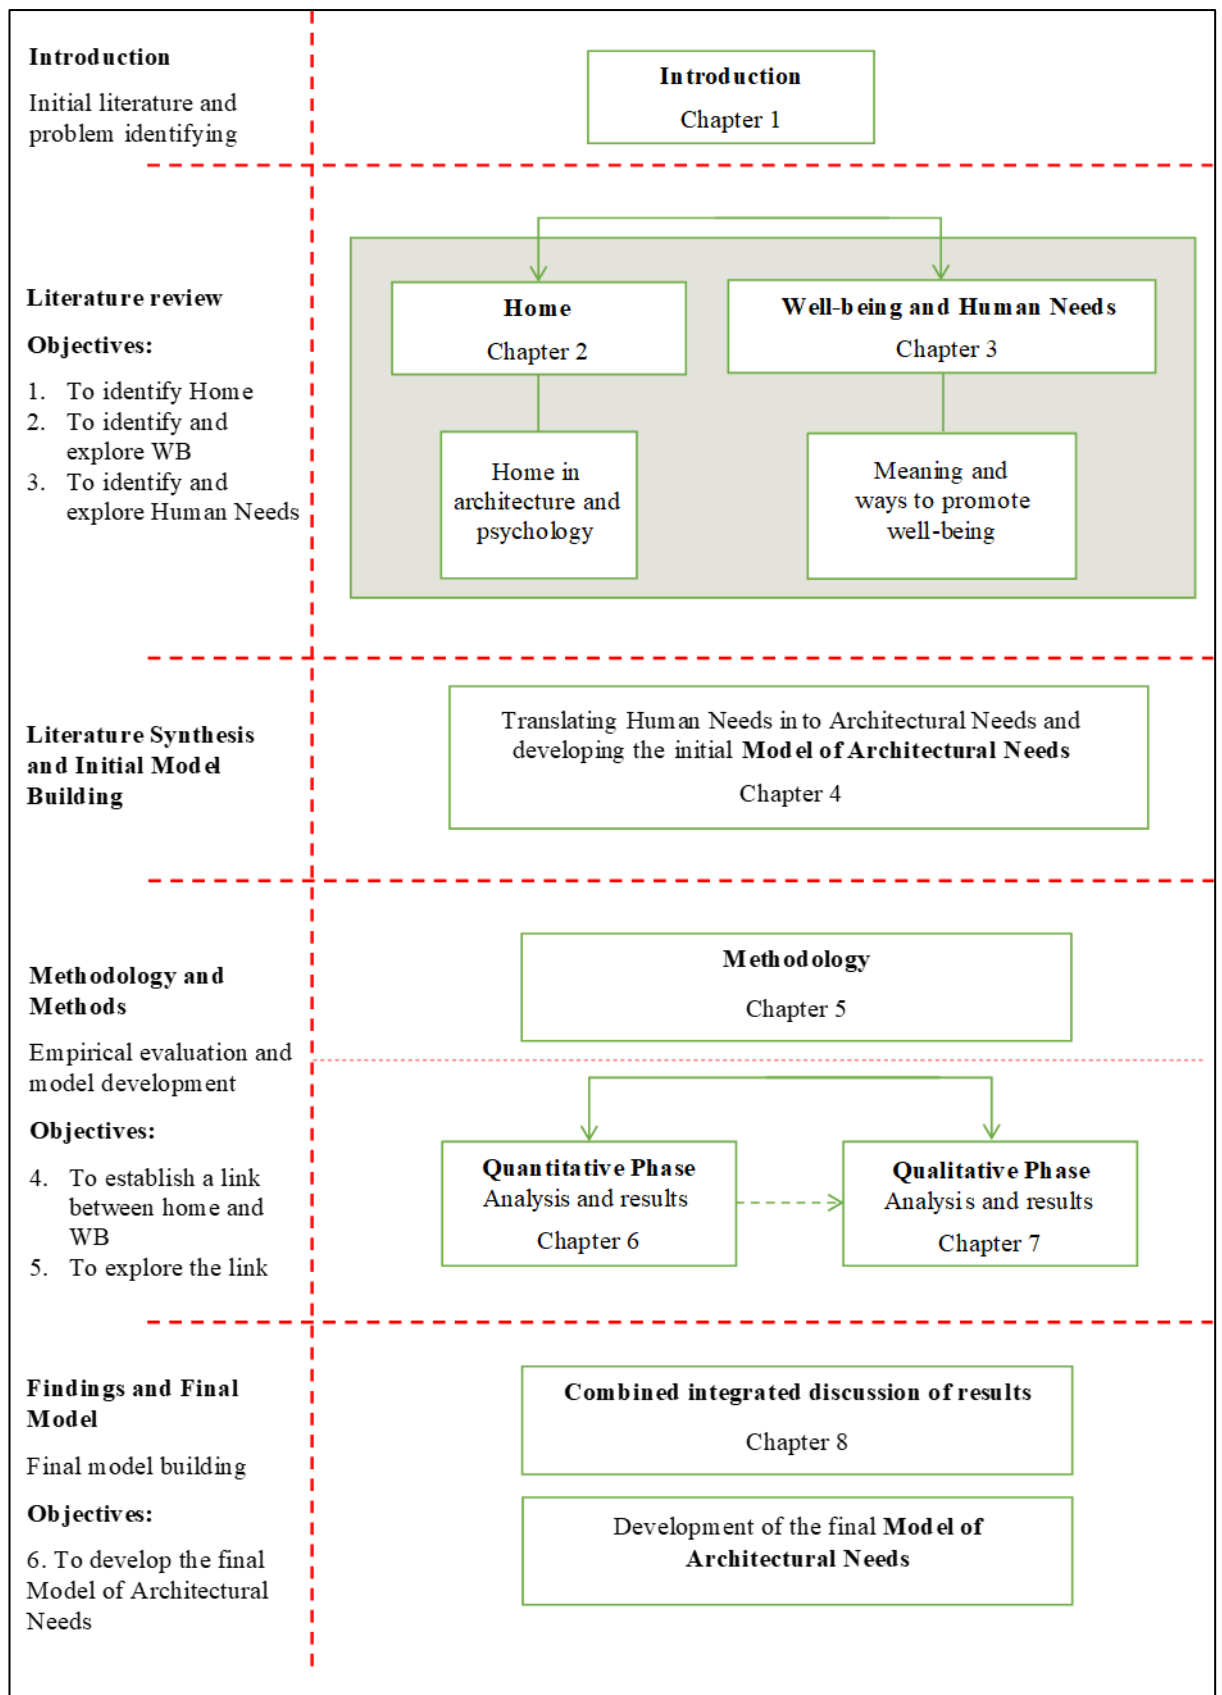 Introduction
Initial literature and
problem identifying
Introduction
Chapter 1
Literature review
Objectives:
1. To identify Home
2. To identify and
explore WB
3. To identify and
explore Human Needs
Home
Chapter 2
Well-being and Human Needs
Chapter 3
Home in
architecture and
psychology
Meaning and
ways to promote
well-being
Literature Synthesis
and Initial Model
Building
Translating Human Needs in to Architectural Needs and
developing the initial Model of Architectural Needs
Chapter 4
Methodology and
Methods
Empirical evaluation and
model development
Objectives:
4. To establish a link
between home and
WB
5. To explore the link
Methodology
Chapter 5
Quantitative Phase
Analysis and results
Chapter 6
Qualitative Phase
Analysis and results
Chapter 7
Findings and Final
Model
Final model building
Objectives:
6. To develop the final
Model of Architectural
Needs
Combined integrated discussion of results
Chapter 8
Development of the final Model of
Architectural Needs